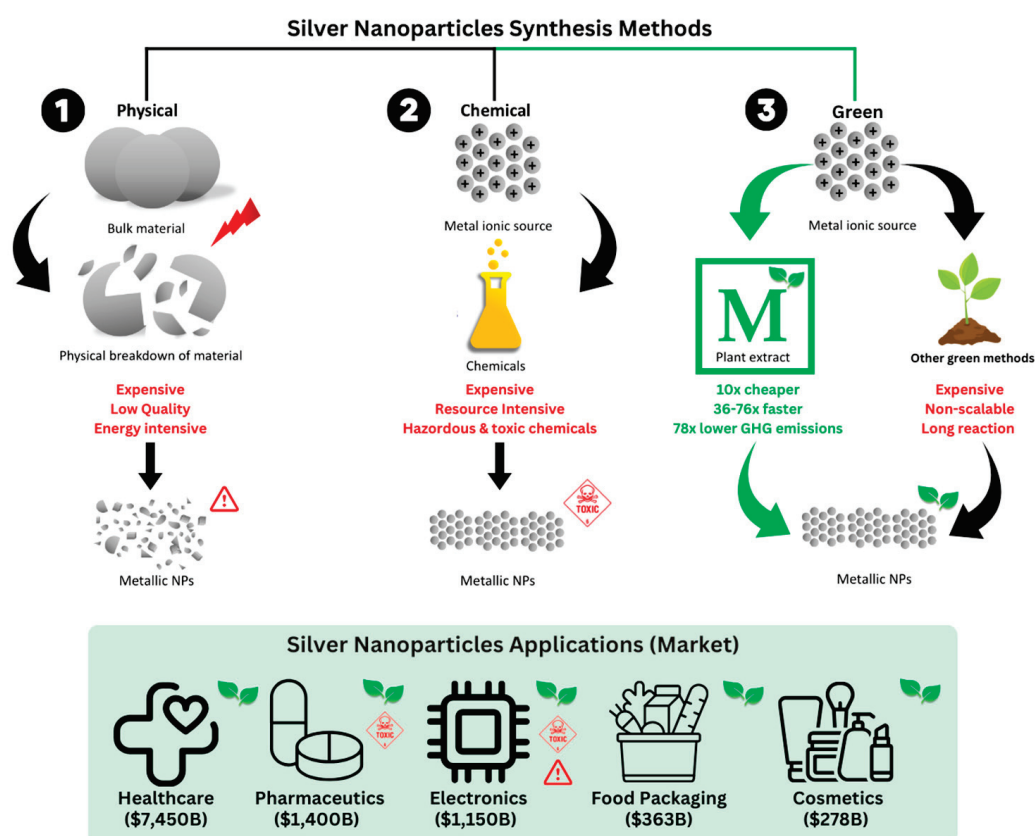 Silver Nanoparticles Synthesis Methods
1
Physical
Bulk material
Physical breakdown of material
Expensive
Low Quality
Energy intensive
Metallic NPs
2
Chemical
+ + + + + + + + + + + + + + + + + +
Metal ionic source
Chemicals
Expensive
Resource Intensive
Hazardous & toxic chemicals
TOXIC
6
Metallic NPs
3
Green
+ + + + + + + + + + + + + + + + + +
Metal ionic source
M
Plant extract
10x cheaper
36-76x faster
78x lower GHG emissions
Other green methods
Expensive
Non-scalable
Long reaction
Metallic NPs
Silver Nanoparticles Applications (Market)
Healthcare
($7,450B)
TOXIC
Pharmaceutics
($1,400B)
TOXIC
Electronics
($1,150B)
Food Packaging
($363B)
Cosmetics
($278B)